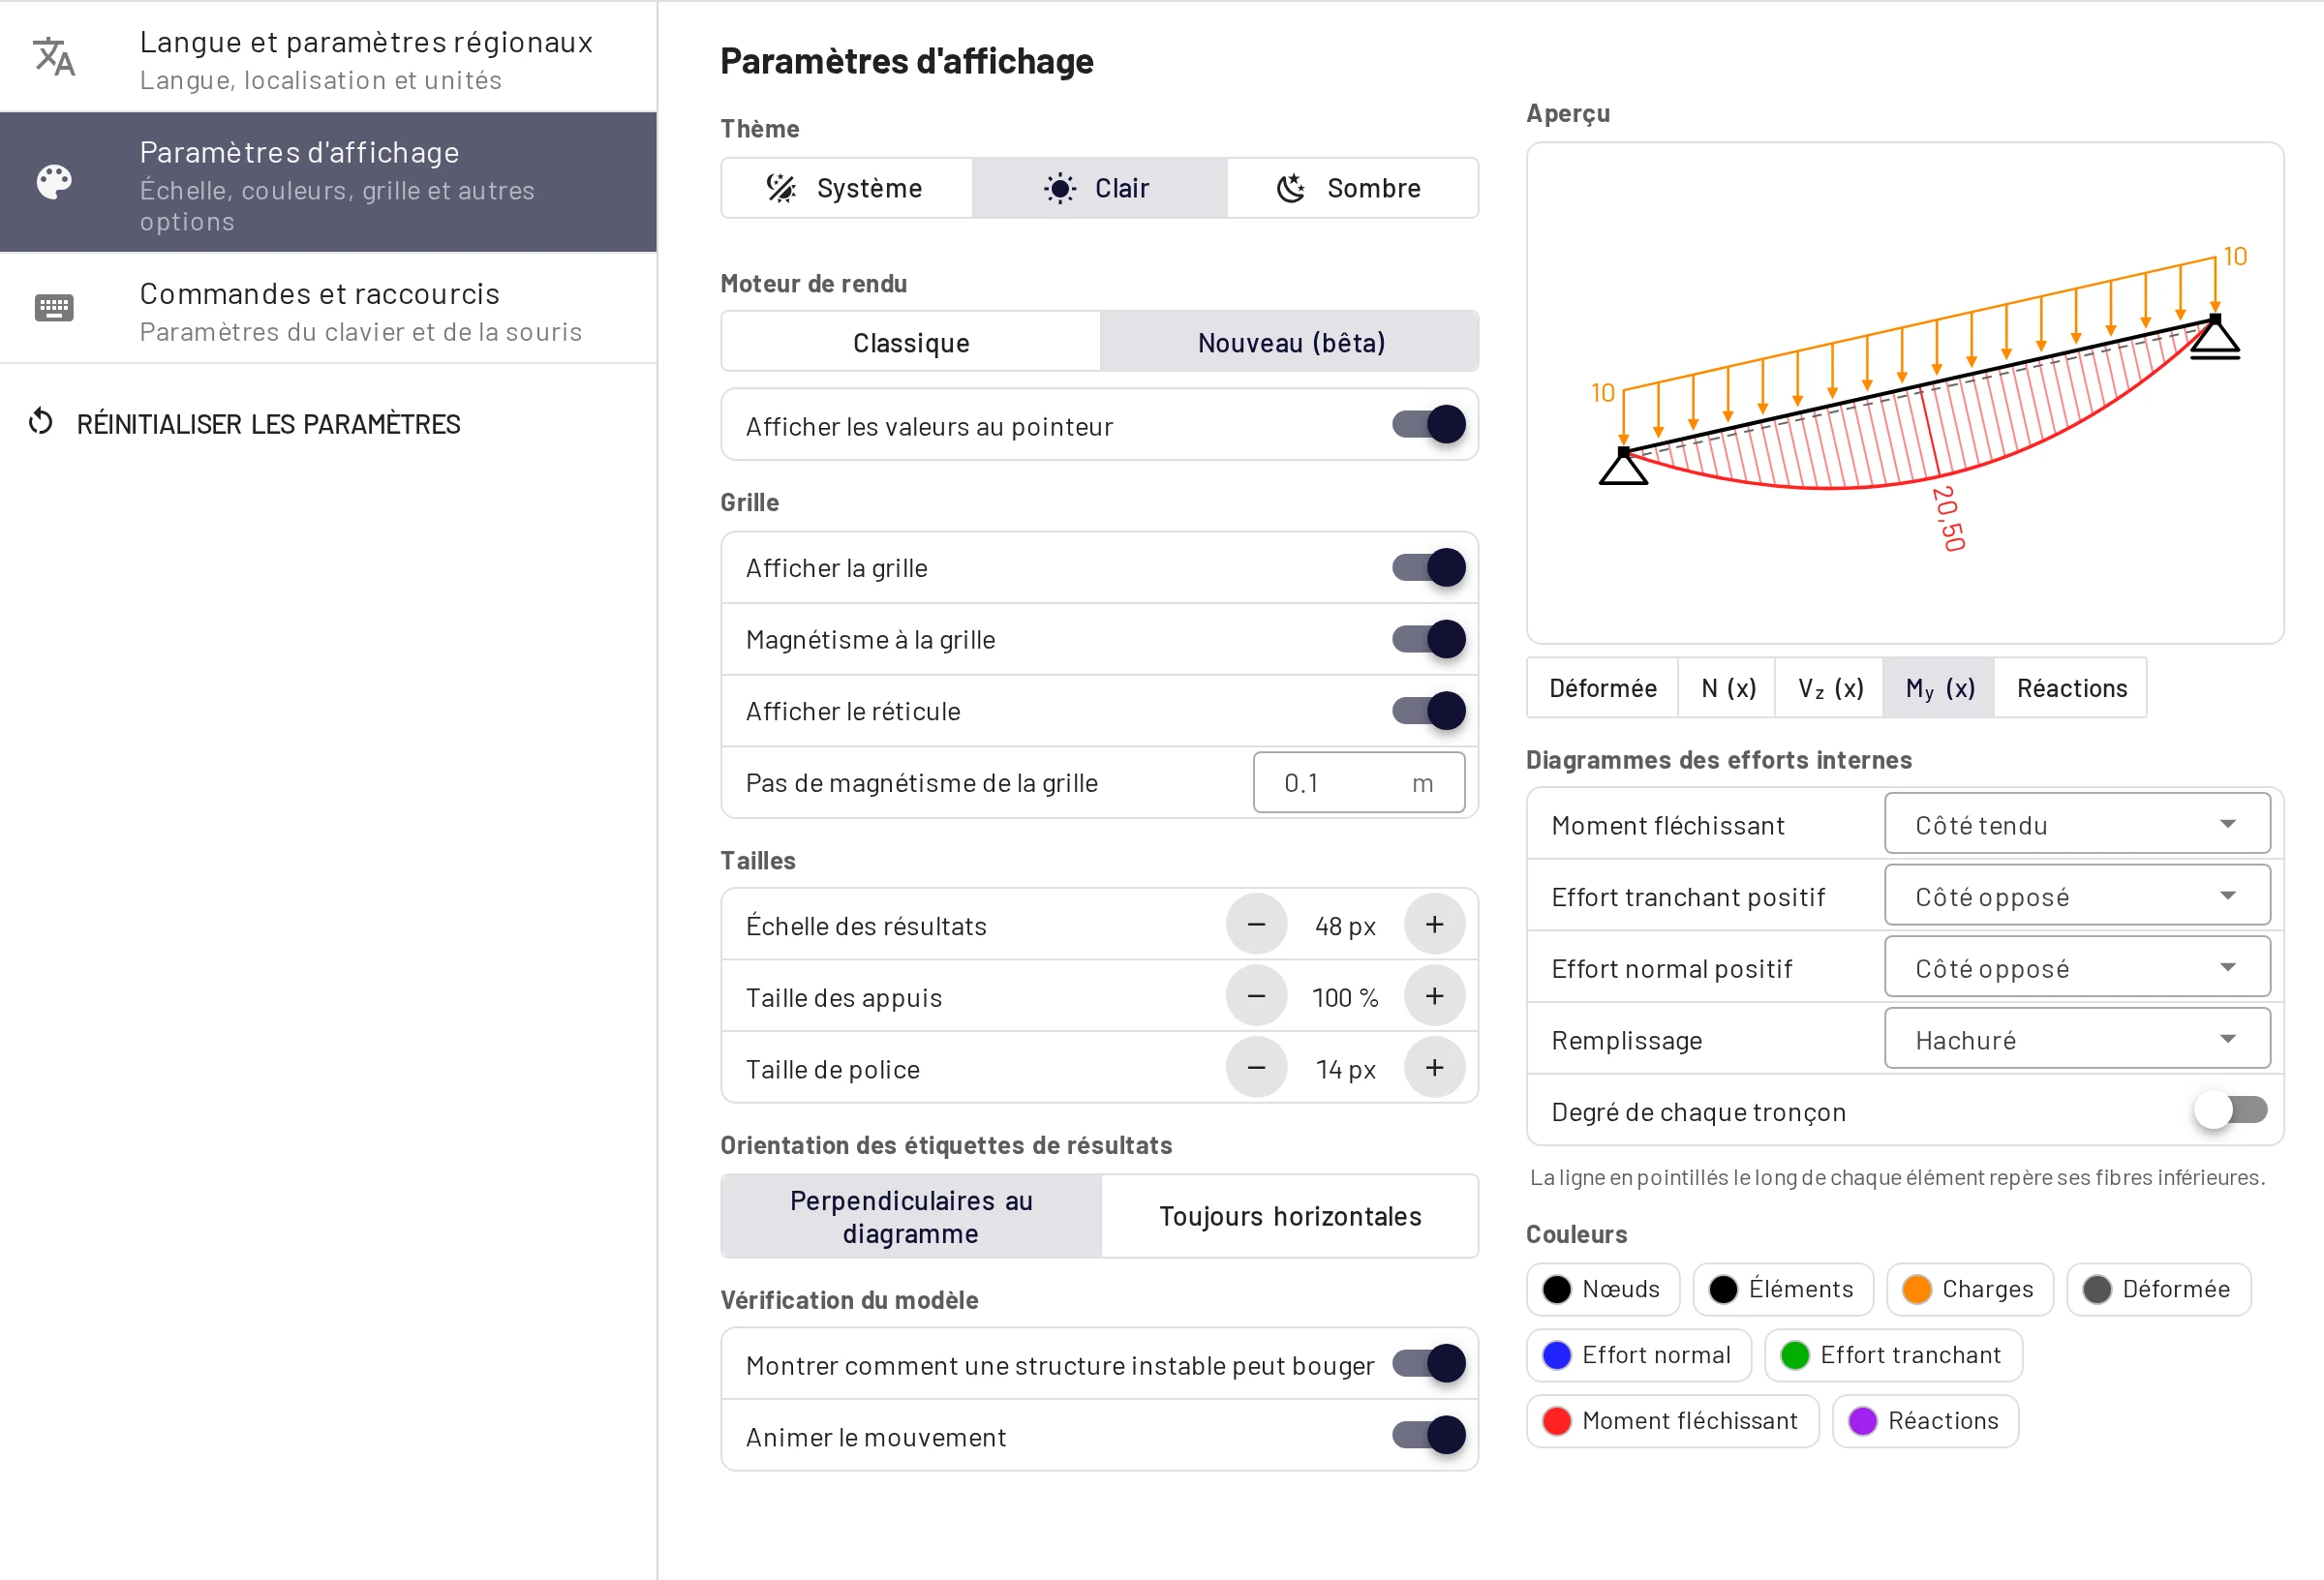 Langue et paramètres régionaux
Langue, localisation et unités
Paramètres d'affichage
Échelle, couleurs, grille et autres
options
Commandes et raccourcis
Paramètres du clavier et de la souris
RÉINITIALISER LES PARAMÈTRES
Paramètres d'affichage
Thème
Système
Clair
Sombre
Moteur de rendu
Classique
Nouveau (bêta)
Afficher les valeurs au pointeur
Grille
Afficher la grille
Magnétisme à la grille
Afficher le réticule
Pas de magnétisme de la grille
0.1 m
Tailles
Échelle des résultats
48 px
Taille des appuis
100 %
Taille de police
14 px
Orientation des étiquettes de résultats
Perpendiculaires au
diagramme
Toujours horizontales
Vérification du modèle
Montrer comment une structure instable peut bouger
Animer le mouvement
Aperçu
10
10
20,50
Déformée
N (x)
Vz (x)
My (x)
Réactions
Diagrammes des efforts internes
Moment fléchissant
Côté tendu
Effort tranchant positif
Côté opposé
Effort normal positif
Côté opposé
Remplissage
Hachuré
Degré de chaque tronçon
La ligne en pointillés le long de chaque élément repère ses fibres inférieures.
Couleurs
Nœuds
Éléments
Charges
Déformée
Effort normal
Effort tranchant
Moment fléchissant
Réactions